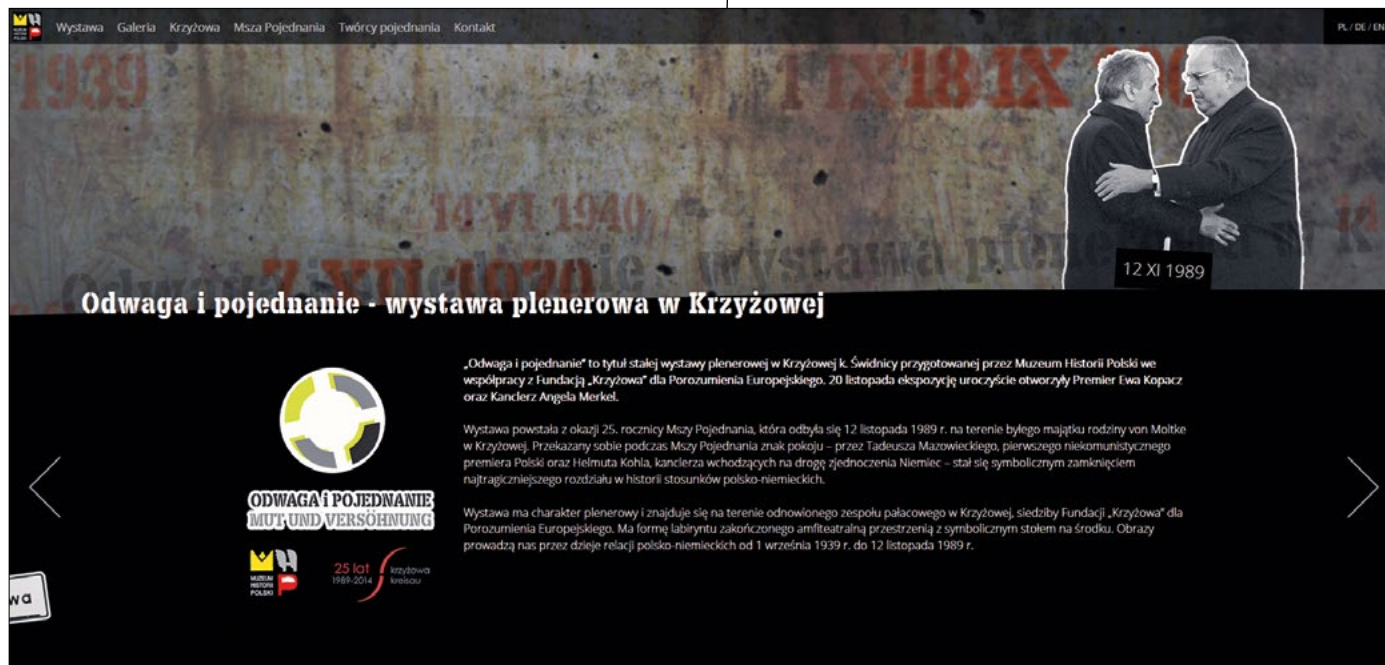 MUZEUM
HISTORII
POLSKI
Wystawa Galeria Krzyżowa Msza Pojednania Twórcy pojednania Kontakt
PL / DE / EN
1939
1 IX
18 IX
14 VI 1940
7 XII 1970
wystawa
12 XI 1989
Odwaga i pojednanie - wystawa plenerowa w Krzyżowej
„Odwaga i pojednanie” to tytuł stałej wystawy plenerowej w Krzyżowej k. Świdnicy przygotowanej przez Muzeum Historii Polski we
współpracy z Fundacją „Krzyżowa” dla Porozumienia Europejskiego. 20 listopada ekspozycję uroczyście otworzyły Premier Ewa Kopacz
oraz Kanclerz Angela Merkel.
Wystawa powstała z okazji 25. rocznicy Mszy Pojednania, która odbyła się 12 listopada 1989 r. na terenie byłego majątku rodziny von Moltke
w Krzyżowej. Przekazany sobie podczas Mszy Pojednania znak pokoju – przez Tadeusza Mazowieckiego, pierwszego niekomunistycznego
premiera Polski oraz Helmuta Kohla, kanclerza wchodzących na drogę zjednoczenia Niemiec – stał się symbolicznym zamknięciem
najtragiczniejszego rozdziału w historii stosunków polsko-niemieckich.
Wystawa ma charakter plenerowy i znajduje się na terenie odnowionego zespołu pałacowego w Krzyżowej, siedziby Fundacji „Krzyżowa” dla
Porozumienia Europejskiego. Ma formę labiryntu zakończonego amfiteatralną przestrzenią z symbolicznym stołem na środku. Obrazy
prowadzą nas przez dzieje relacji polsko-niemieckich od 1 września 1939 r. do 12 listopada 1989 r.
ODWAGA i POJEDNANIE
MUT UND VERSÖHNUNG
MUZEUM
HISTORII
POLSKI
25 lat
1989-2014
krzyżowa
kreisau
wa